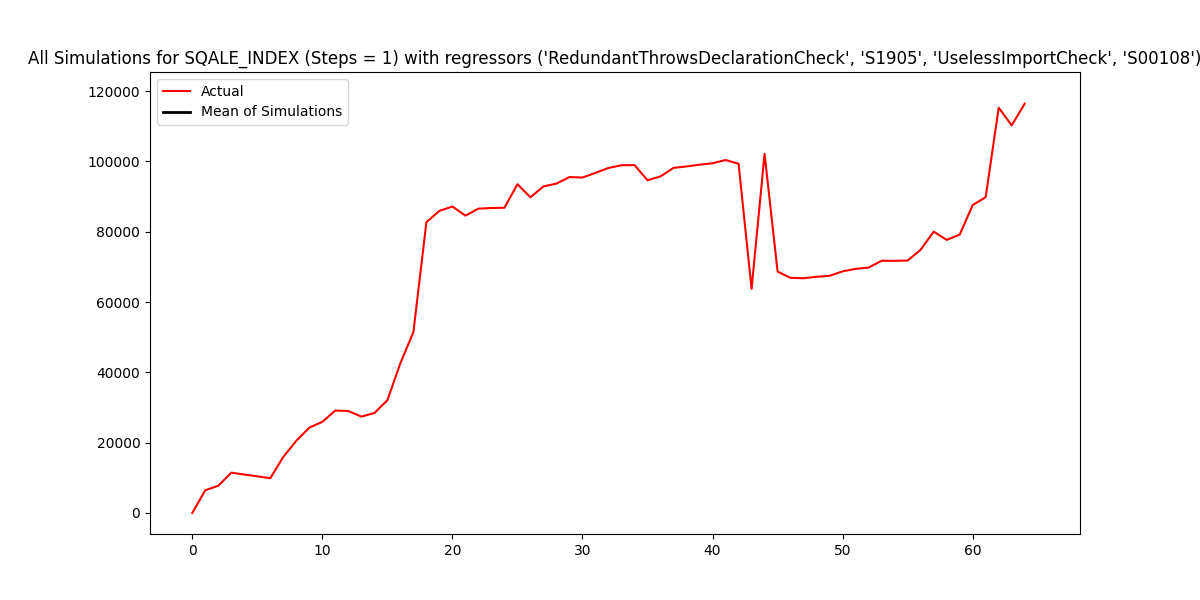 All Simulations for SQALE_INDEX (Steps = 1) with regressors ('RedundantThrowsDeclarationCheck', 'S1905', 'UselessImportCheck', 'S00108')
Actual
Mean of Simulations
120000
100000
80000
60000
40000
20000
0
0 10 20 30 40 50 60